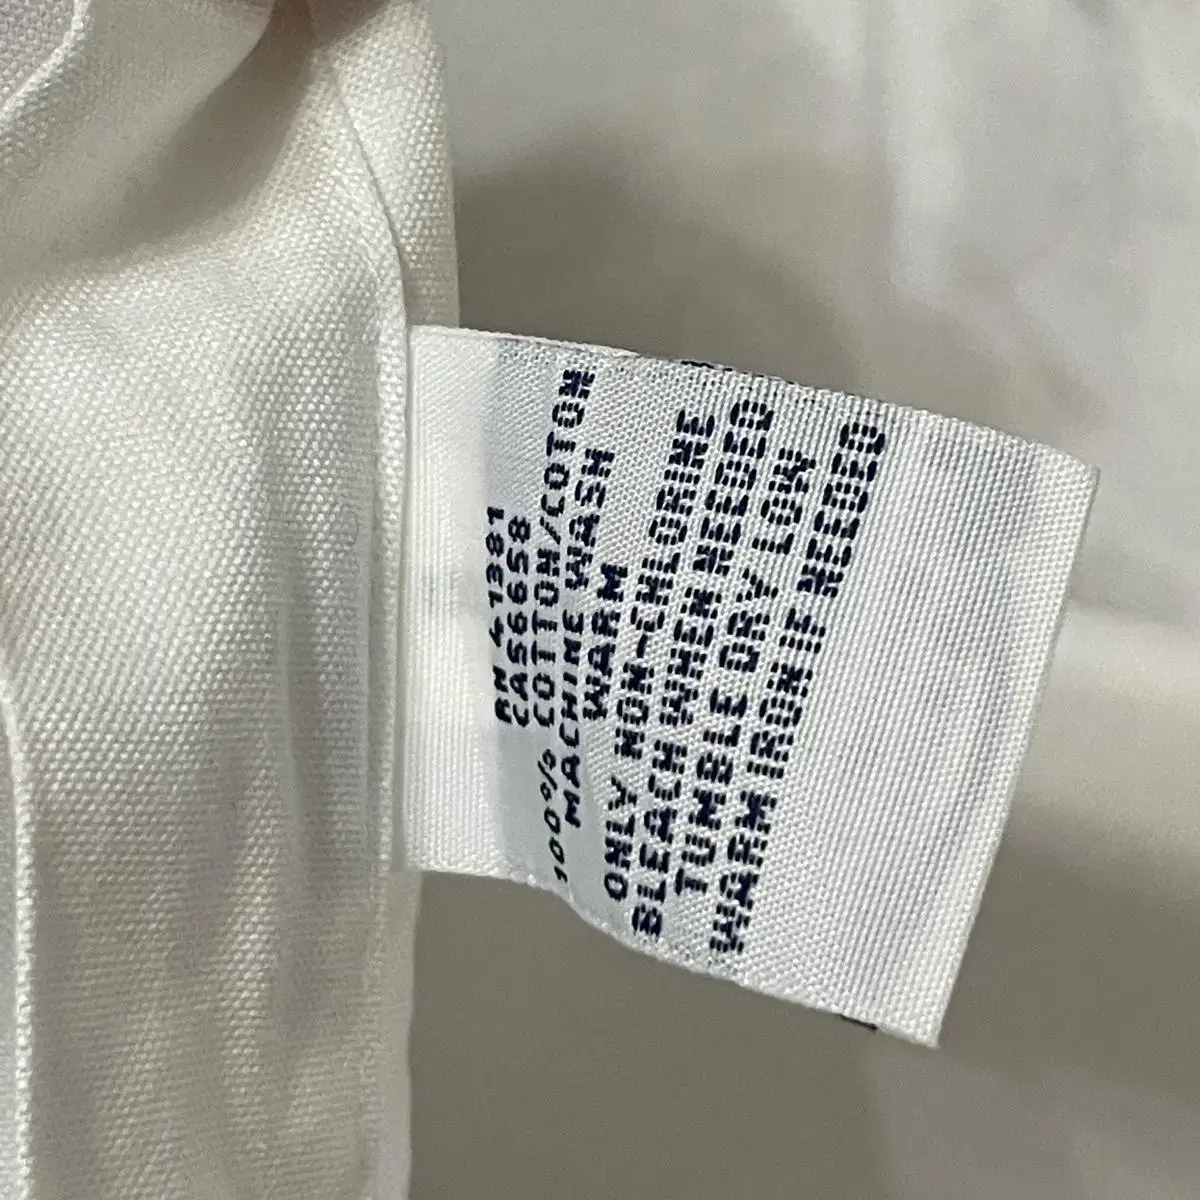 RN 41381
CA56658
100% COTTON/COTON
MACHINE WASH
WARM
ONLY NON-CHLORINE
BLEACH WHEN NEEDED
TUMBLE DRY LOW
WARM IRON IF NEEDED